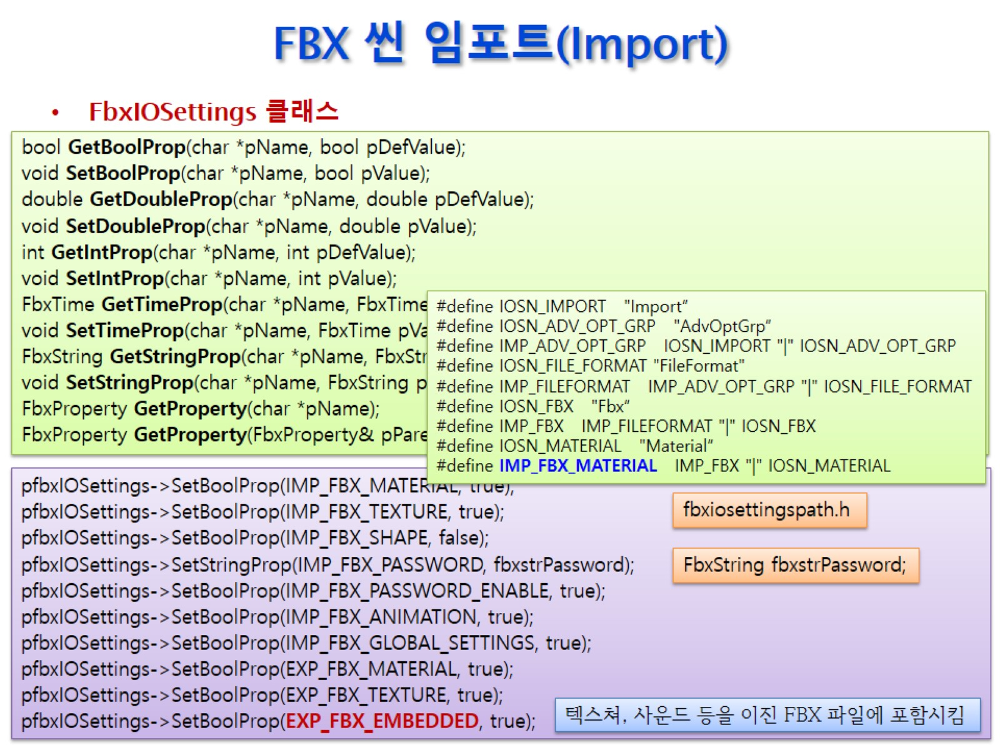 FBX 씬 임포트(Import)
• FbxIOSettings 클래스
bool GetBoolProp(char *pName, bool pDefValue);
void SetBoolProp(char *pName, bool pValue);
double GetDoubleProp(char *pName, double pDefValue);
void SetDoubleProp(char *pName, double pValue);
int GetIntProp(char *pName, int pDefValue);
void SetIntProp(char *pName, int pValue);
FbxTime GetTimeProp(char *pName, FbxTime
void SetTimeProp(char *pName, FbxTime pVa
FbxString GetStringProp(char *pName, FbxStr
void SetStringProp(char *pName, FbxString p
FbxProperty GetProperty(char *pName);
FbxProperty GetProperty(FbxProperty& pPare
#define IOSN_IMPORT "Import“
#define IOSN_ADV_OPT_GRP "AdvOptGrp“
#define IMP_ADV_OPT_GRP IOSN_IMPORT "|" IOSN_ADV_OPT_GRP
#define IOSN_FILE_FORMAT "FileFormat"
#define IMP_FILEFORMAT IMP_ADV_OPT_GRP "|" IOSN_FILE_FORMAT
#define IOSN_FBX "Fbx“
#define IMP_FBX IMP_FILEFORMAT "|" IOSN_FBX
#define IOSN_MATERIAL "Material“
#define IMP_FBX_MATERIAL IMP_FBX "|" IOSN_MATERIAL
pfbxIOSettings->SetBoolProp(IMP_FBX_MATERIAL, true);
pfbxIOSettings->SetBoolProp(IMP_FBX_TEXTURE, true);
pfbxIOSettings->SetBoolProp(IMP_FBX_SHAPE, false);
pfbxIOSettings->SetStringProp(IMP_FBX_PASSWORD, fbxstrPassword);
pfbxIOSettings->SetBoolProp(IMP_FBX_PASSWORD_ENABLE, true);
pfbxIOSettings->SetBoolProp(IMP_FBX_ANIMATION, true);
pfbxIOSettings->SetBoolProp(IMP_FBX_GLOBAL_SETTINGS, true);
pfbxIOSettings->SetBoolProp(EXP_FBX_MATERIAL, true);
pfbxIOSettings->SetBoolProp(EXP_FBX_TEXTURE, true);
pfbxIOSettings->SetBoolProp(EXP_FBX_EMBEDDED, true);
fbxiosettingspath.h
FbxString fbxstrPassword;
텍스쳐, 사운드 등을 이진 FBX 파일에 포함시킴